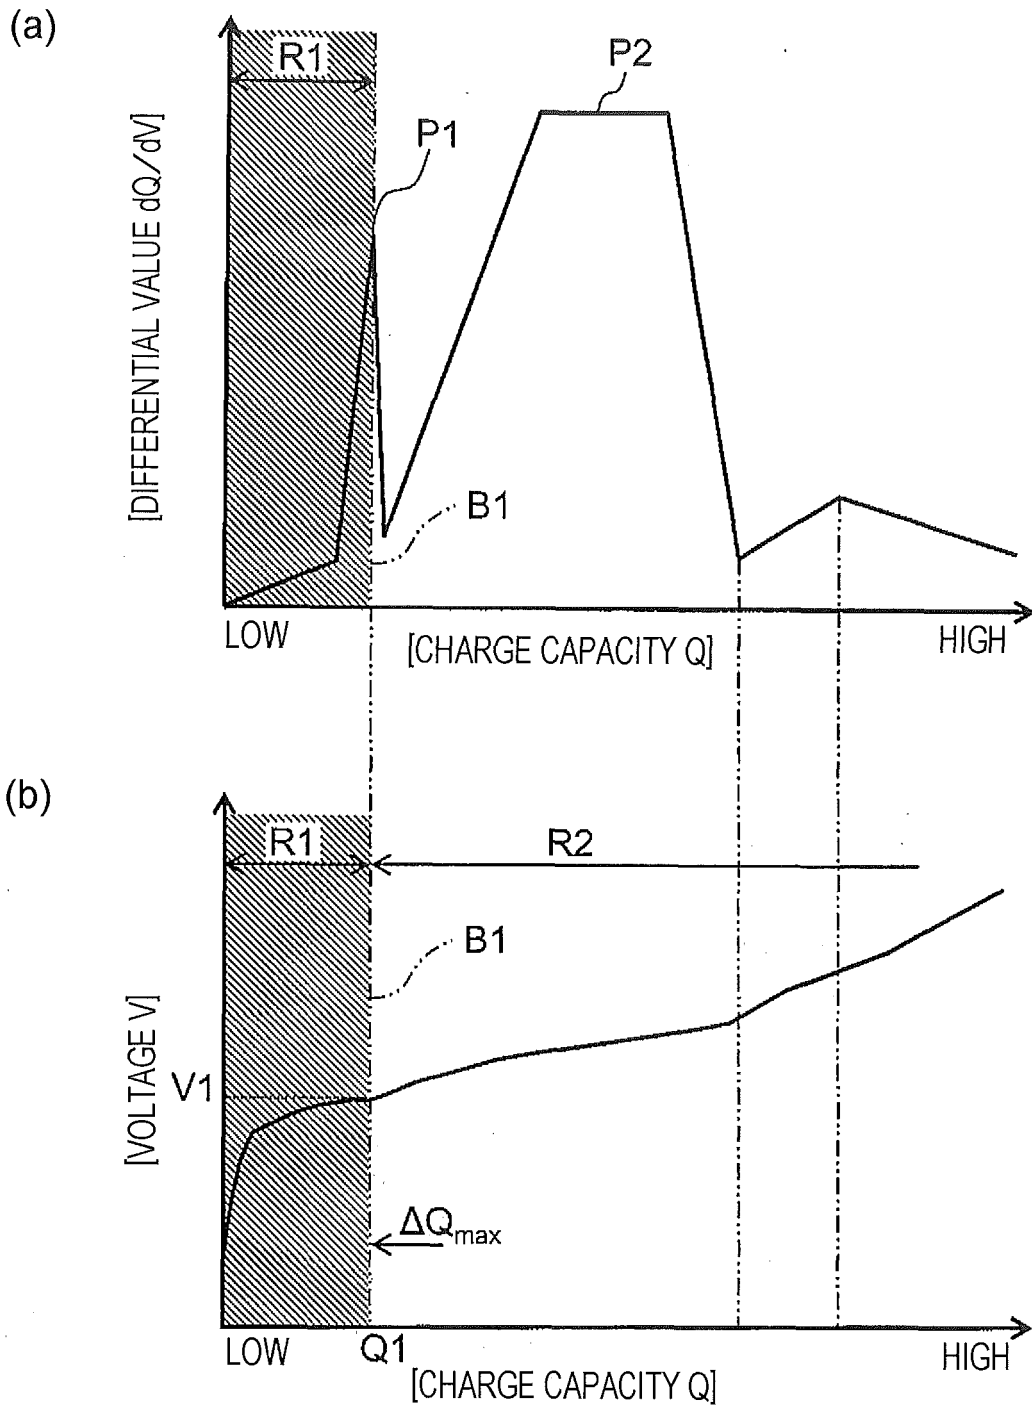 (a)
R1
P2
P1
[DIFFERENTIAL VALUE dQ/dV]
B1
LOW
[CHARGE CAPACITY Q]
HIGH
(b)
R1
R2
B1
[VOLTAGE V]
V1
ΔQmax
LOW
Q1
[CHARGE CAPACITY Q]
HIGH